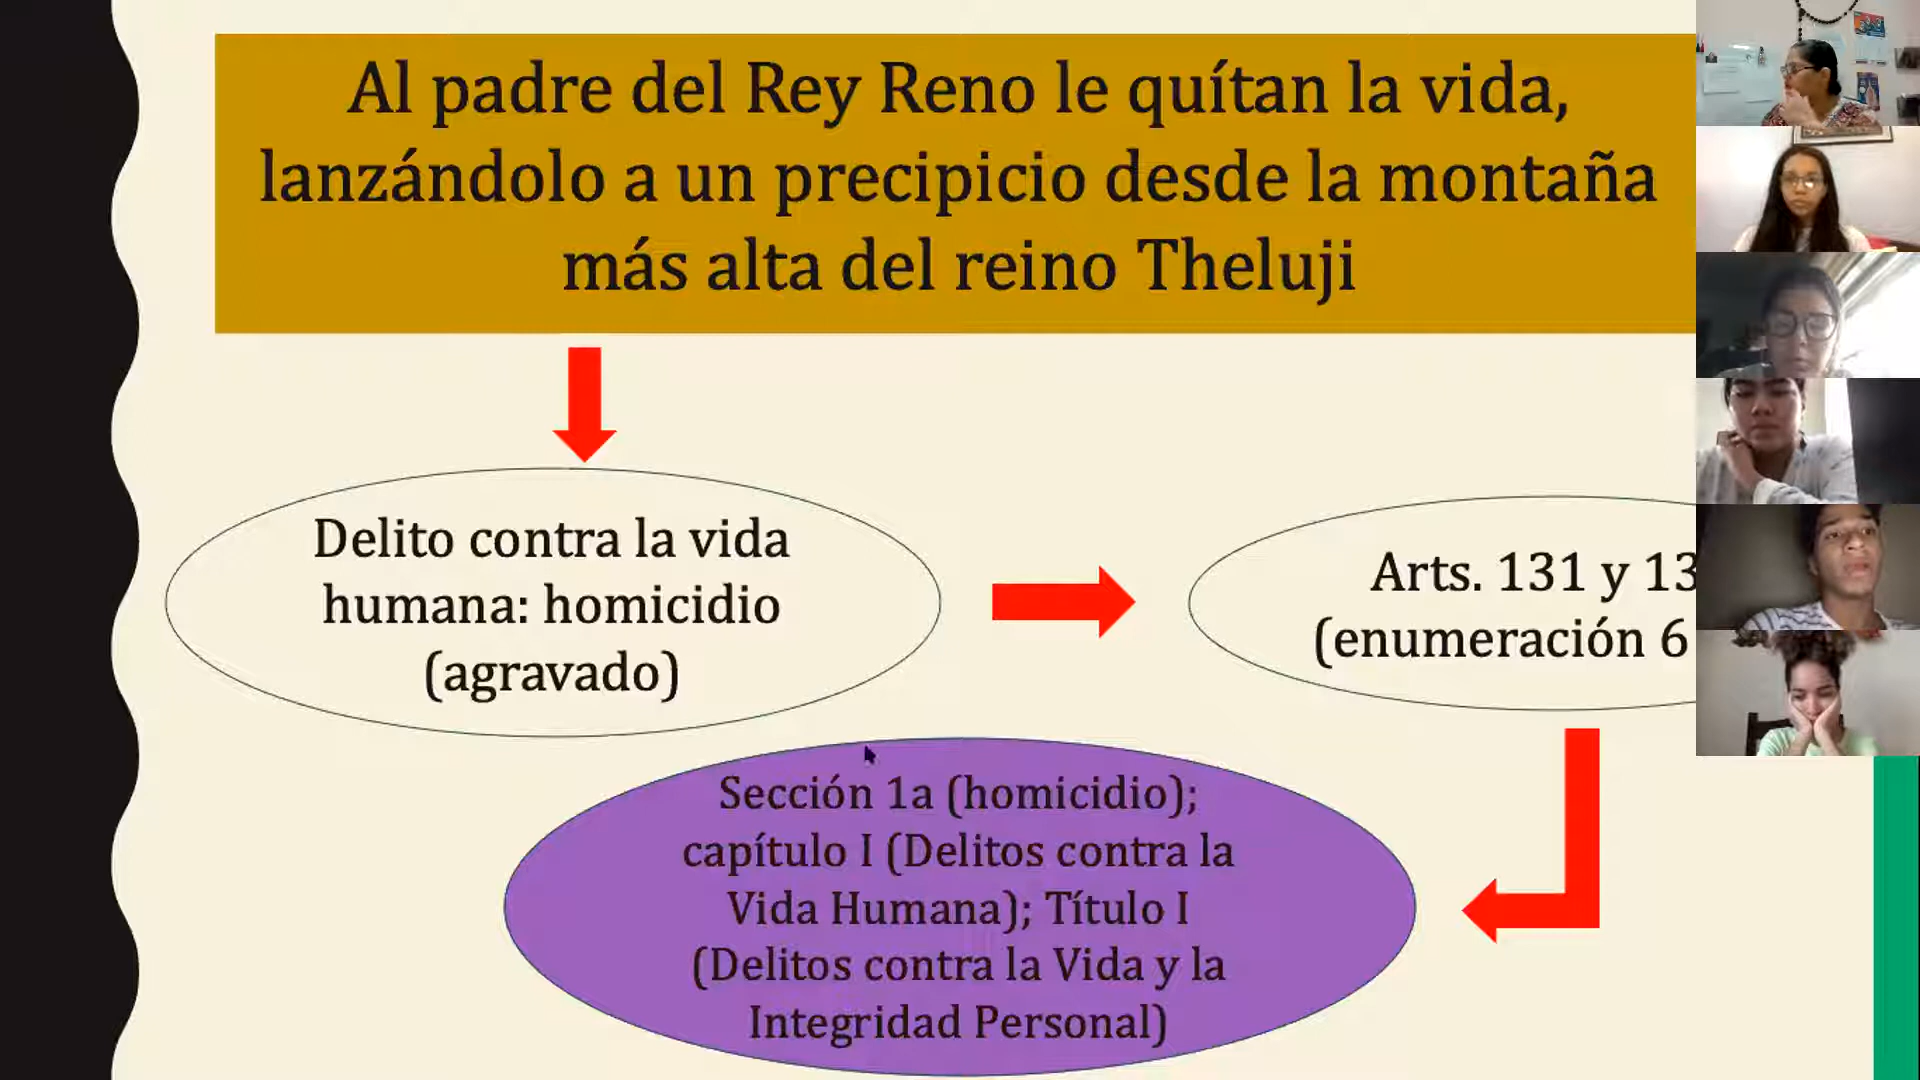 Al padre del Rey Reno le quítan la vida,
lanzándolo a un precipicio desde la montaña
más alta del reino Theluji
Delito contra la vida
humana: homicidio
(agravado)
Arts. 131 y 13
(enumeración 6
Sección 1a (homicidio);
capítulo I (Delitos contra la
Vida Humana); Título I
(Delitos contra la Vida y la
Integridad Personal)